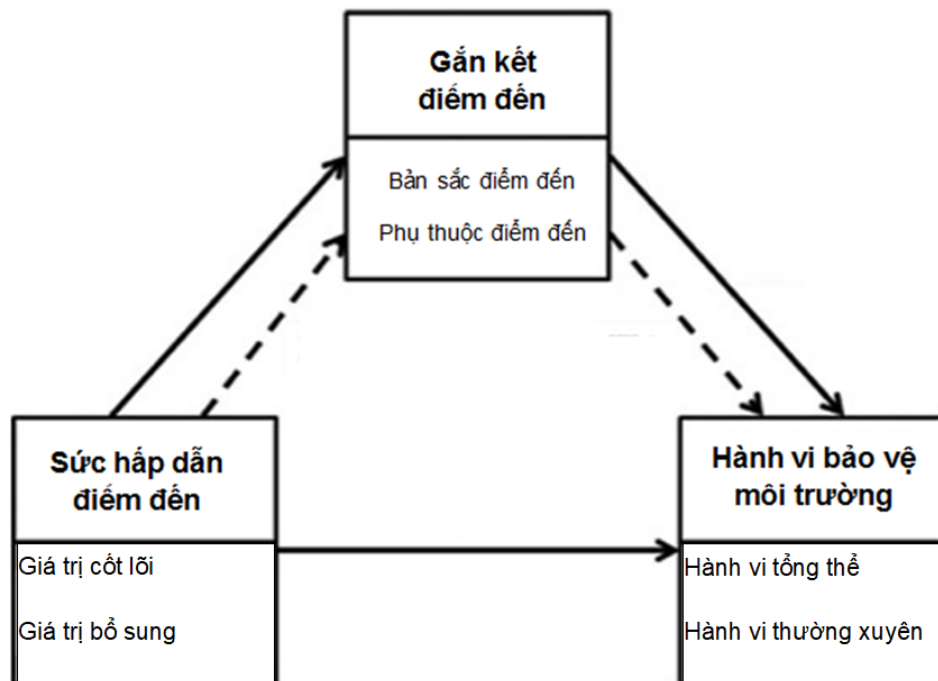 Gắn kết
điểm đến
Bản sắc điểm đến
Phụ thuộc điểm đến
Sức hấp dẫn
điểm đến
Giá trị cốt lõi
Giá trị bổ sung
Hành vi bảo vệ
môi trường
Hành vi tổng thể
Hành vi thường xuyên